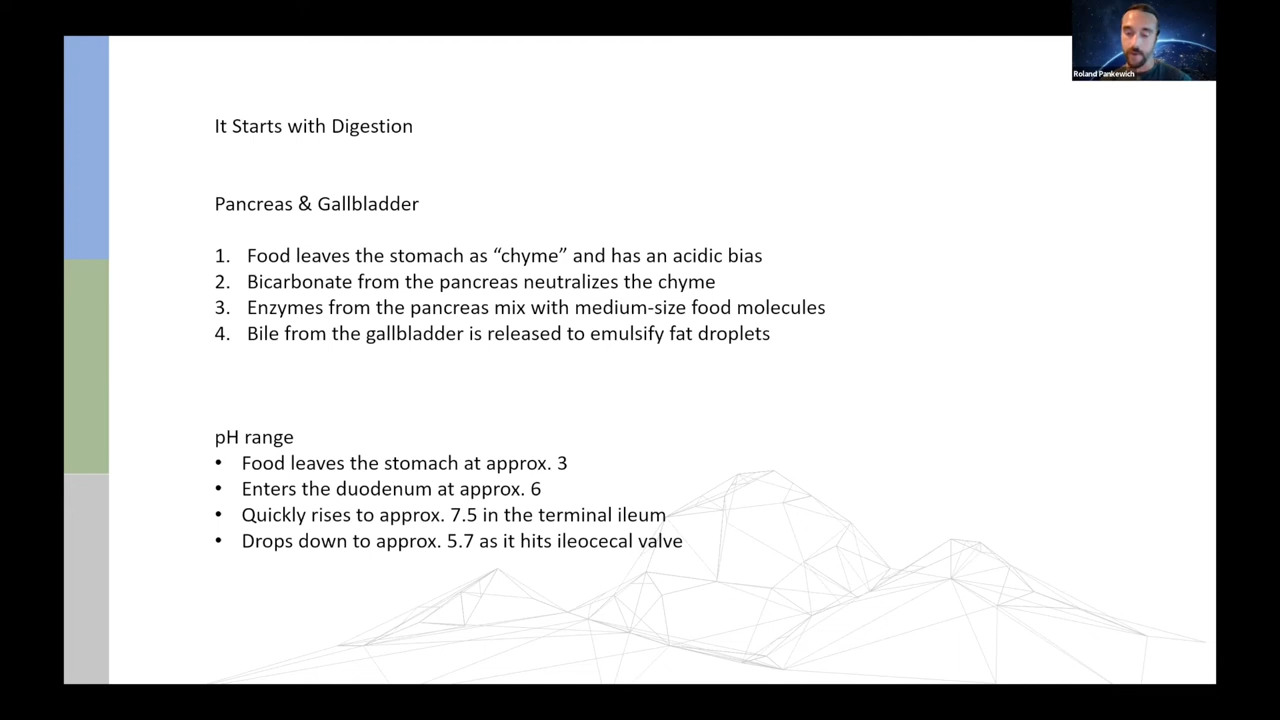 Roland Pankewich
It Starts with Digestion
Pancreas & Gallbladder
1. Food leaves the stomach as “chyme” and has an acidic bias
2. Bicarbonate from the pancreas neutralizes the chyme
3. Enzymes from the pancreas mix with medium-size food molecules
4. Bile from the gallbladder is released to emulsify fat droplets
pH range
• Food leaves the stomach at approx. 3
• Enters the duodenum at approx. 6
• Quickly rises to approx. 7.5 in the terminal ileum
• Drops down to approx. 5.7 as it hits ileocecal valve